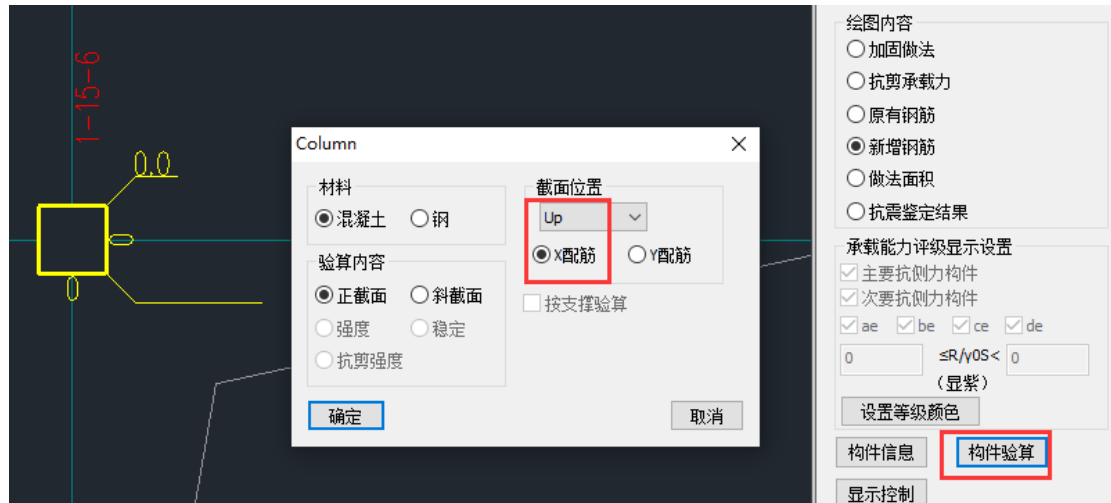 1-15-6
0.0
0
0
Column
材料
混凝土 钢
验算内容
正截面 斜截面
强度 稳定
抗剪强度
截面位置
Up
X配筋 Y配筋
按支撑验算
确定 取消
绘图内容
加固做法
抗剪承载力
原有钢筋
新增钢筋
做法面积
抗震鉴定结果
承载能力评级显示设置
主要抗侧力构件
次要抗侧力构件
ae be ce de
0 ≤R/γ0S< 0
(显紫)
设置等级颜色
构件信息 构件验算
显示控制